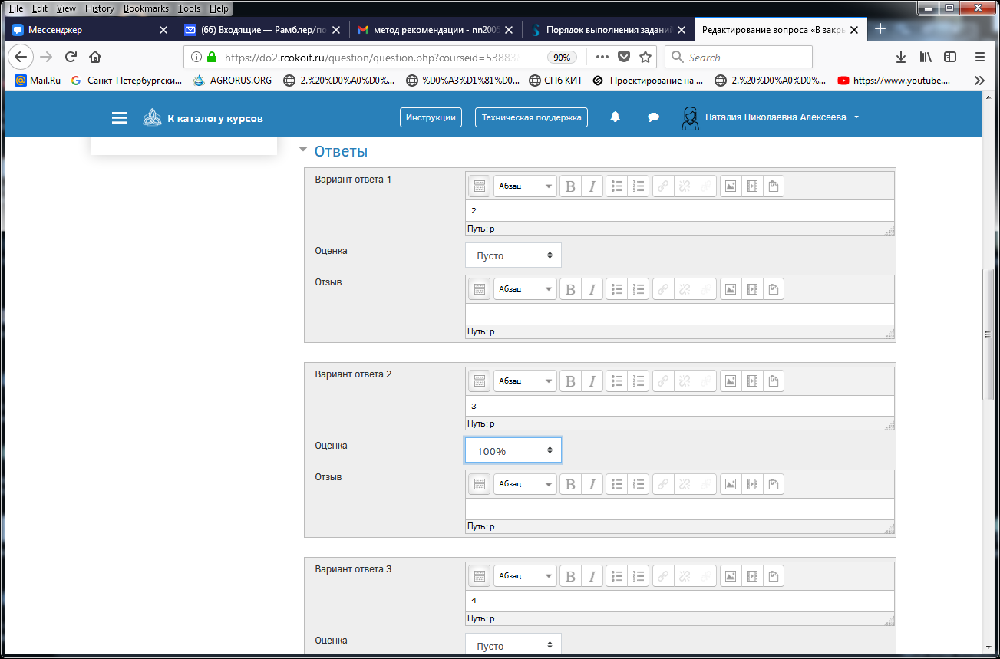 File Edit View History Bookmarks Tools Help
Мессенджер
(66) Входящие — Рамблер/по
метод рекомендации - nn2005
Порядок выполнения заданий
Редактирование вопроса «В закры
https://do2.rcokoit.ru/question/question.php?courseid=53883
90%
Search
Mail.Ru
Санкт-Петербургски...
AGRORUS.ORG
2.%20%D0%A0%D0%...
%D0%A3%D1%81%D0...
СПб КИТ
Проектирование на ...
2.%20%D0%A0%D0%...
https://www.youtube....
К каталогу курсов
Инструкции
Техническая поддержка
Наталия Николаевна Алексеева
Ответы
Вариант ответа 1
Абзац B I
2
Путь: p
Оценка
Пусто
Отзыв
Абзац B I
Путь: p
Вариант ответа 2
Абзац B I
3
Путь: p
Оценка
100%
Отзыв
Абзац B I
Путь: p
Вариант ответа 3
Абзац B I
4
Путь: p
Оценка
Пусто